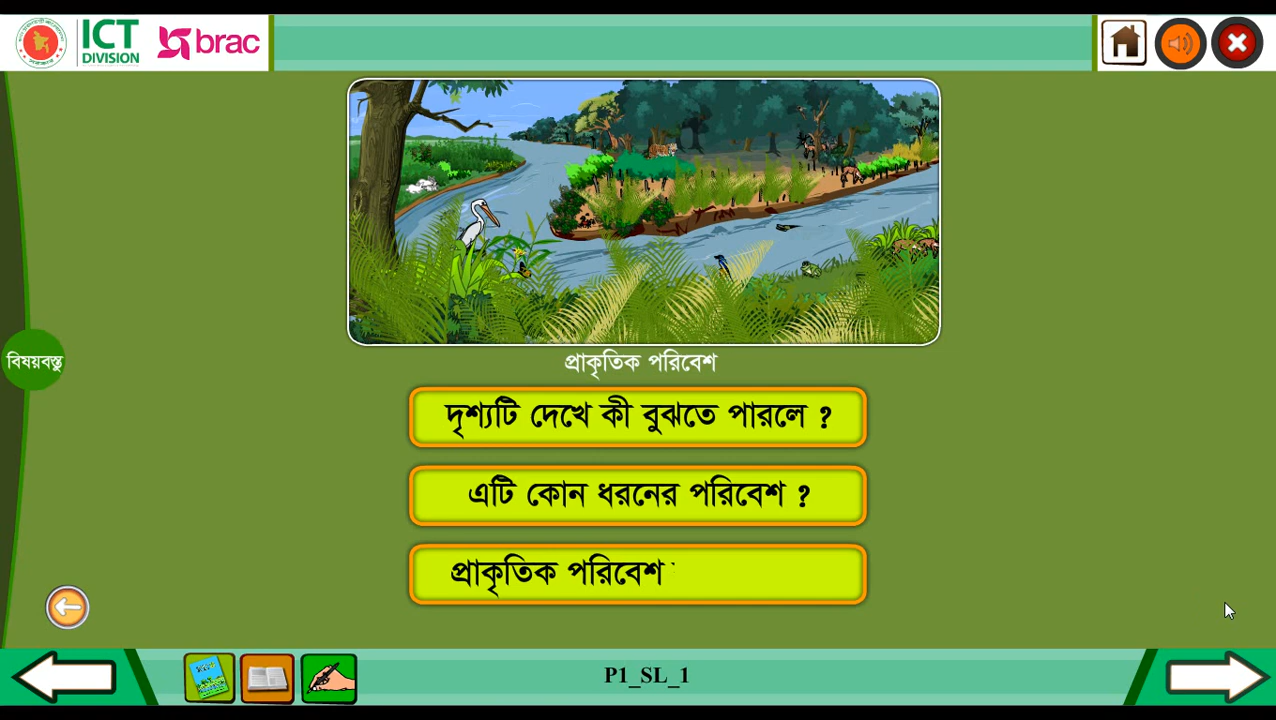 ICT
DIVISION
brac
বিষয়বস্তু
প্রাকৃতিক পরিবেশ
দৃশ্যটি দেখে কী বুঝতে পারলে ?
এটি কোন ধরনের পরিবেশ ?
প্রাকৃতিক পরিবেশ
P1_SL_1